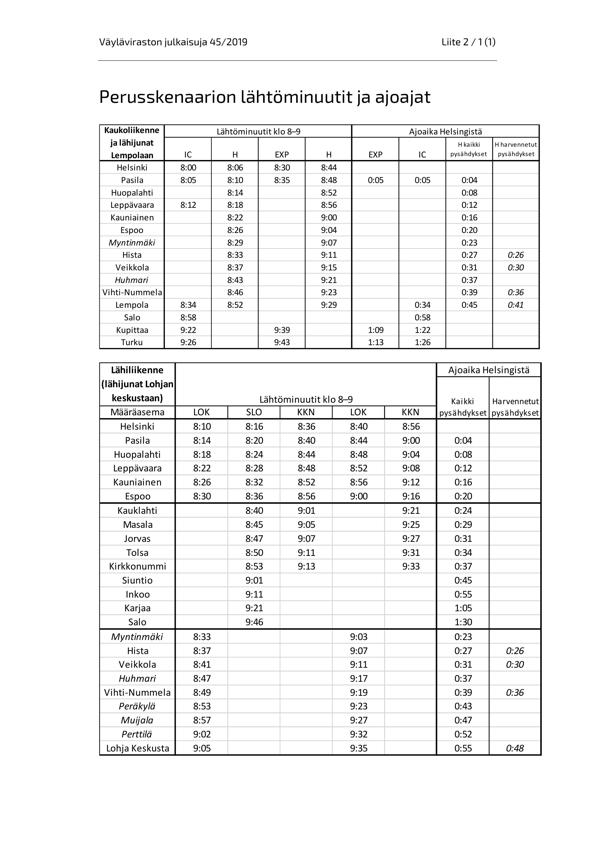 Väyläviraston julkaisuja 45/2019 Liite 2 / 1 (1)
Perusskenaarion lähtöminuutit ja ajoajat
Kaukoliikenne Lähtöminuutit klo 8–9 Ajoaika Helsingistä
ja lähijunat H kaikki H harvennetut
Lempolaan IC H EXP H EXP IC pysähdykset pysähdykset
Helsinki 8:00 8:06 8:30 8:44
Pasila 8:05 8:10 8:35 8:48 0:05 0:05 0:04
Huopalahti 8:14 8:52 0:08
Leppävaara 8:12 8:18 8:56 0:12
Kauniainen 8:22 9:00 0:16
Espoo 8:26 9:04 0:20
Myntinmäki 8:29 9:07 0:23
Hista 8:33 9:11 0:27 0:26
Veikkola 8:37 9:15 0:31 0:30
Huhmari 8:43 9:21 0:37
Vihti-Nummela 8:46 9:23 0:39 0:36
Lempola 8:34 8:52 9:29 0:34 0:45 0:41
Salo 8:58 0:58
Kupittaa 9:22 9:39 1:09 1:22
Turku 9:26 9:43 1:13 1:26
Lähiliikenne Ajoaika Helsingistä
(lähijunat Lohjan
keskustaan) Lähtöminuutit klo 8–9 Kaikki Harvennetut
Määräasema LOK SLO KKN LOK KKN pysähdykset pysähdykset
Helsinki 8:10 8:16 8:36 8:40 8:56
Pasila 8:14 8:20 8:40 8:44 9:00 0:04
Huopalahti 8:18 8:24 8:44 8:48 9:04 0:08
Leppävaara 8:22 8:28 8:48 8:52 9:08 0:12
Kauniainen 8:26 8:32 8:52 8:56 9:12 0:16
Espoo 8:30 8:36 8:56 9:00 9:16 0:20
Kauklahti 8:40 9:01 9:21 0:24
Masala 8:45 9:05 9:25 0:29
Jorvas 8:47 9:07 9:27 0:31
Tolsa 8:50 9:11 9:31 0:34
Kirkkonummi 8:53 9:13 9:33 0:37
Siuntio 9:01 0:45
Inkoo 9:11 0:55
Karjaa 9:21 1:05
Salo 9:46 1:30
Myntinmäki 8:33 9:03 0:23
Hista 8:37 9:07 0:27 0:26
Veikkola 8:41 9:11 0:31 0:30
Huhmari 8:47 9:17 0:37
Vihti-Nummela 8:49 9:19 0:39 0:36
Peräkylä 8:53 9:23 0:43
Muijala 8:57 9:27 0:47
Perttilä 9:02 9:32 0:52
Lohja Keskusta 9:05 9:35 0:55 0:48